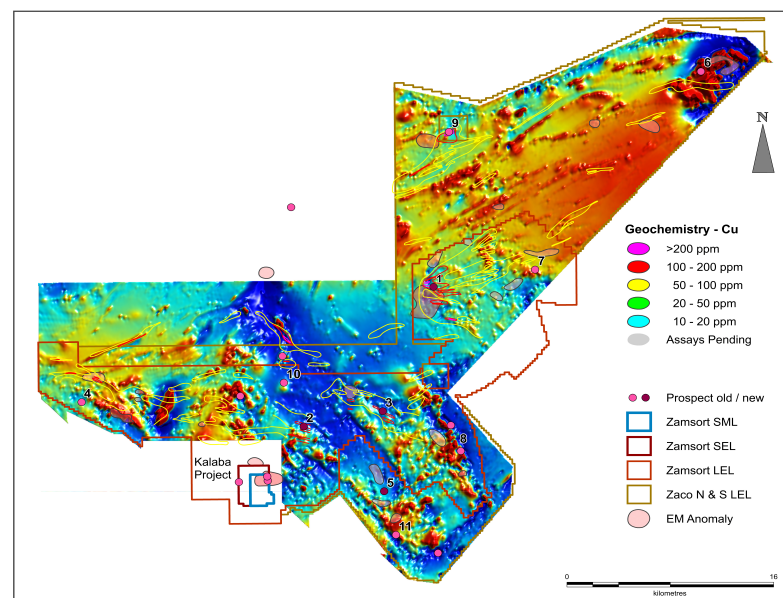 6
N
9
Geochemistry - Cu
>200 ppm
100 - 200 ppm
50 - 100 ppm
20 - 50 ppm
10 - 20 ppm
Assays Pending
7
1
10
4
3
2
8
Prospect old / new
Zamsort SML
Zamsort SEL
Zamsort LEL
Zaco N & S LEL
EM Anomaly
Kalaba
Project
5
11
0 16
kilometres